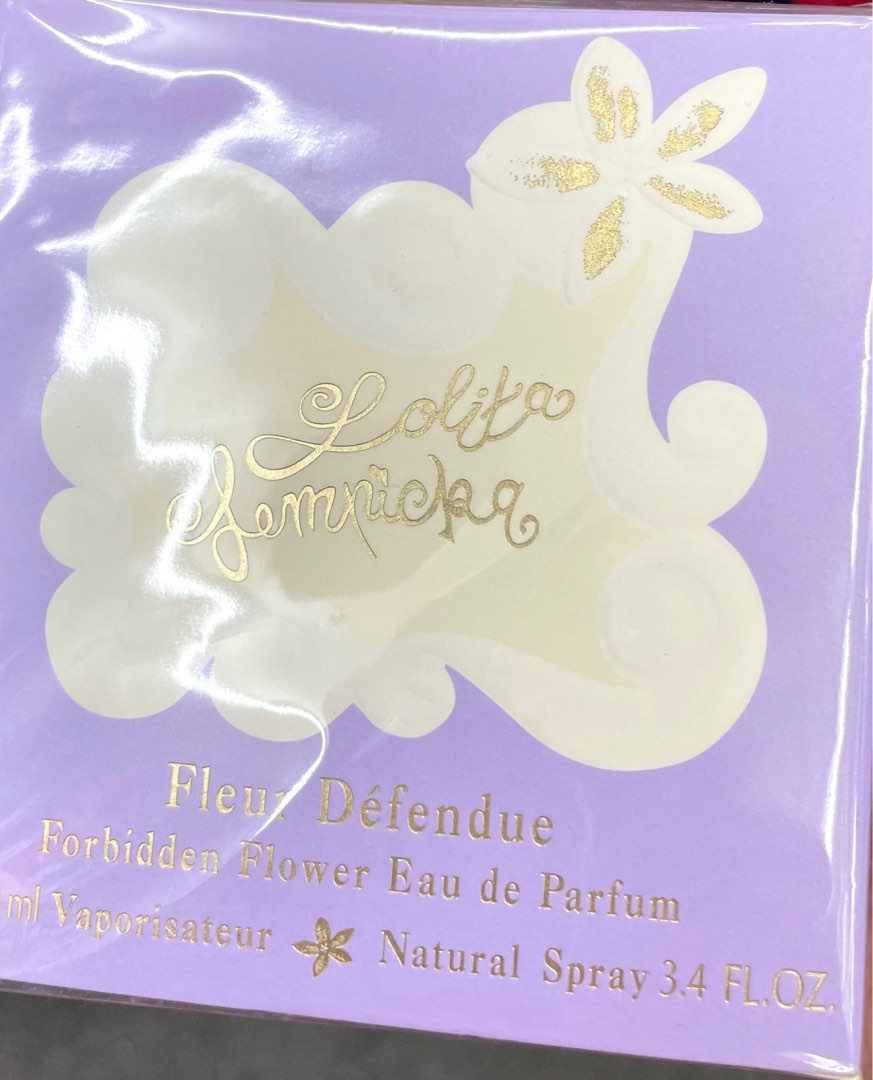 Lolita
Lempicka
Fleur Défendue
Forbidden Flower Eau de Parfum
ml Vaporisateur Natural Spray 3.4 FL.OZ.